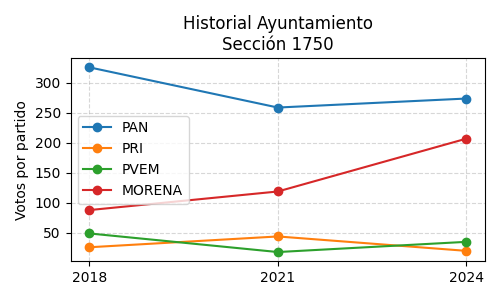 Historial Ayuntamiento
Sección 1750
Votos por partido
300
250
200
150
100
50
PAN
PRI
PVEM
MORENA
2018
2021
2024